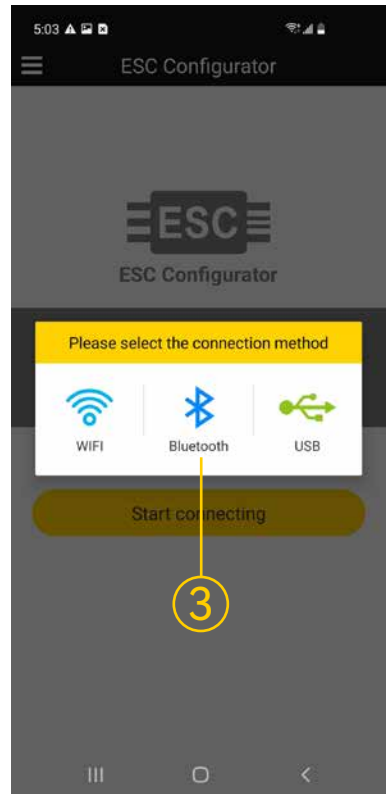 5:03
ESC Configurator
ESC
ESC Configurator
Please select the connection method
WIFI Bluetooth USB
Start connecting
3